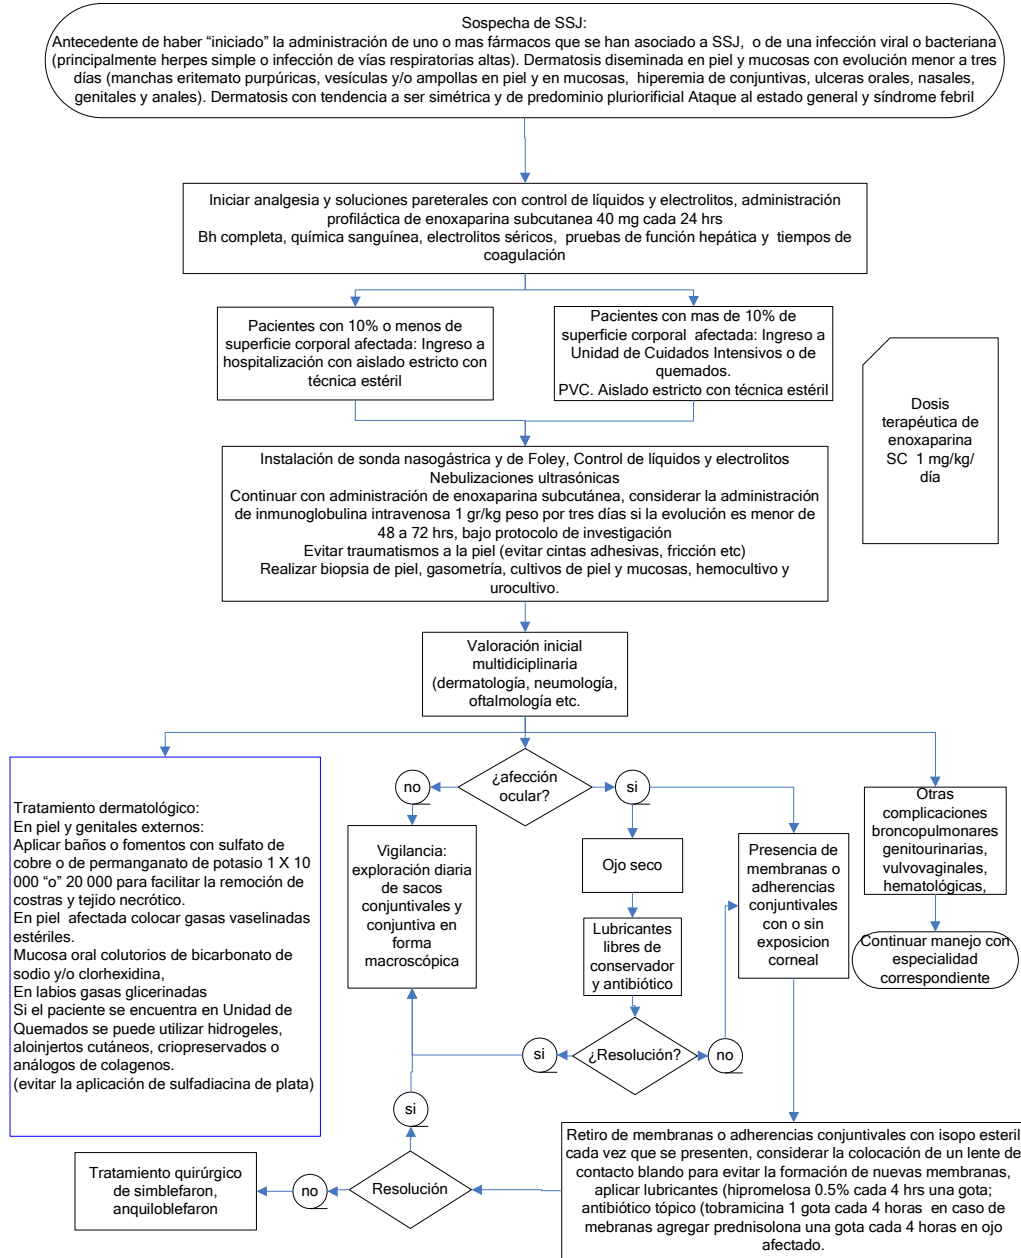 Sospecha de SSJ:
Antecedente de haber “iniciado” la administración de uno o mas fármacos que se han asociado a SSJ,  o de una infección viral o bacteriana
(principalmente herpes simple o infección de vías respiratorias altas). Dermatosis diseminada en piel y mucosas con evolución menor a tres
días (manchas eritemato purpúricas, vesículas y/o ampollas en piel y en mucosas,  hiperemia de conjuntivas, ulceras orales, nasales,
genitales y anales). Dermatosis con tendencia a ser simétrica y de predominio pluriorificial Ataque al estado general y síndrome febril
Iniciar analgesia y soluciones pareterales con control de líquidos y electrolitos, administración
profiláctica de enoxaparina subcutanea 40 mg cada 24 hrs
Bh completa, química sanguínea, electrolitos séricos,  pruebas de función hepática y  tiempos de
coagulación
Pacientes con 10% o menos de
superficie corporal afectada: Ingreso a
hospitalización con aislado estricto con
técnica estéril
Pacientes con mas de 10% de
superficie corporal  afectada: Ingreso a
Unidad de Cuidados Intensivos o de
quemados.
PVC. Aislado estricto con técnica estéril
Dosis
terapéutica de
enoxaparina
SC  1 mg/kg/
día
Instalación de sonda nasogástrica y de Foley, Control de líquidos y electrolitos
Nebulizaciones ultrasónicas
Continuar con administración de enoxaparina subcutánea, considerar la administración
de inmunoglobulina intravenosa 1 gr/kg peso por tres días si la evolución es menor de
48 a 72 hrs, bajo protocolo de investigación
Evitar traumatismos a la piel (evitar cintas adhesivas, fricción etc)
Realizar biopsia de piel, gasometría, cultivos de piel y mucosas, hemocultivo y
urocultivo.
Valoración inicial
multidiciplinaria
(dermatología, neumología,
oftalmología etc.
Tratamiento dermatológico:
En piel y genitales externos:
Aplicar baños o fomentos con sulfato de
cobre o de permanganato de potasio 1 X 10
000 “o” 20 000 para facilitar la remoción de
costras y tejido necrótico.
En piel  afectada colocar gasas vaselinadas
estériles.
Mucosa oral colutorios de bicarbonato de
sodio y/o clorhexidina,
En labios gasas glicerinadas
Si el paciente se encuentra en Unidad de
Quemados se puede utilizar hidrogeles,
aloinjertos cutáneos, criopreservados o
análogos de colagenos.
(evitar la aplicación de sulfadiacina de plata)
no
¿afección
ocular?
si
Vigilancia:
exploración diaria
de sacos
conjuntivales y
conjuntiva en
forma
macroscópica
Ojo seco
Lubricantes
libres de
conservador
y antibiótico
Presencia de
membranas o
adherencias
conjuntivales
con o sin
exposicion
corneal
Otras
complicaciones
broncopulmonares
genitourinarias,
vulvovaginales,
hematológicas,
Continuar manejo con
especialidad
correspondiente
si
¿Resolución?
no
si
Tratamiento quirúrgico
de simblefaron,
anquiloblefaron
no
Resolución
Retiro de membranas o adherencias conjuntivales con isopo esteril
cada vez que se presenten, considerar la colocación de un lente de
contacto blando para evitar la formación de nuevas membranas,
aplicar lubricantes (hipromelosa 0.5% cada 4 hrs una gota;
antibiótico tópico (tobramicina 1 gota cada 4 horas  en caso de
mebranas agregar prednisolona una gota cada 4 horas en ojo
afectado.